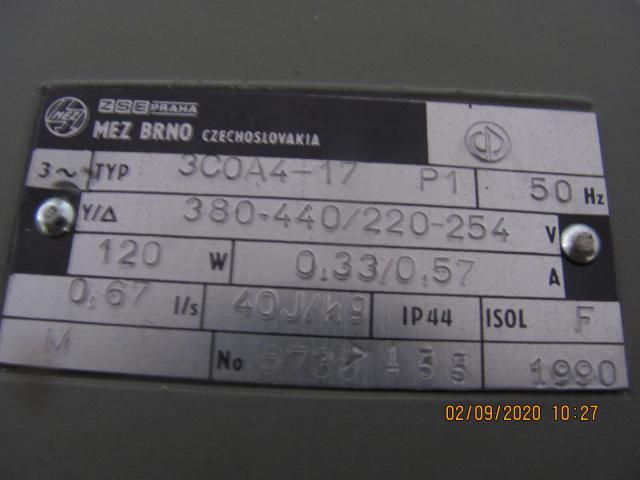 MEZ
ZSE PRAHA
MEZ BRNO CZECHOSLOVAKIA
3~ TYP 3COA4-17 P1 50 Hz
Y/Δ 380-440/220-254 V
120 W 0,33/0,57 A
0,67 l/s 40J/kg IP44 ISOL F
M No 1990
02/09/2020 10:27